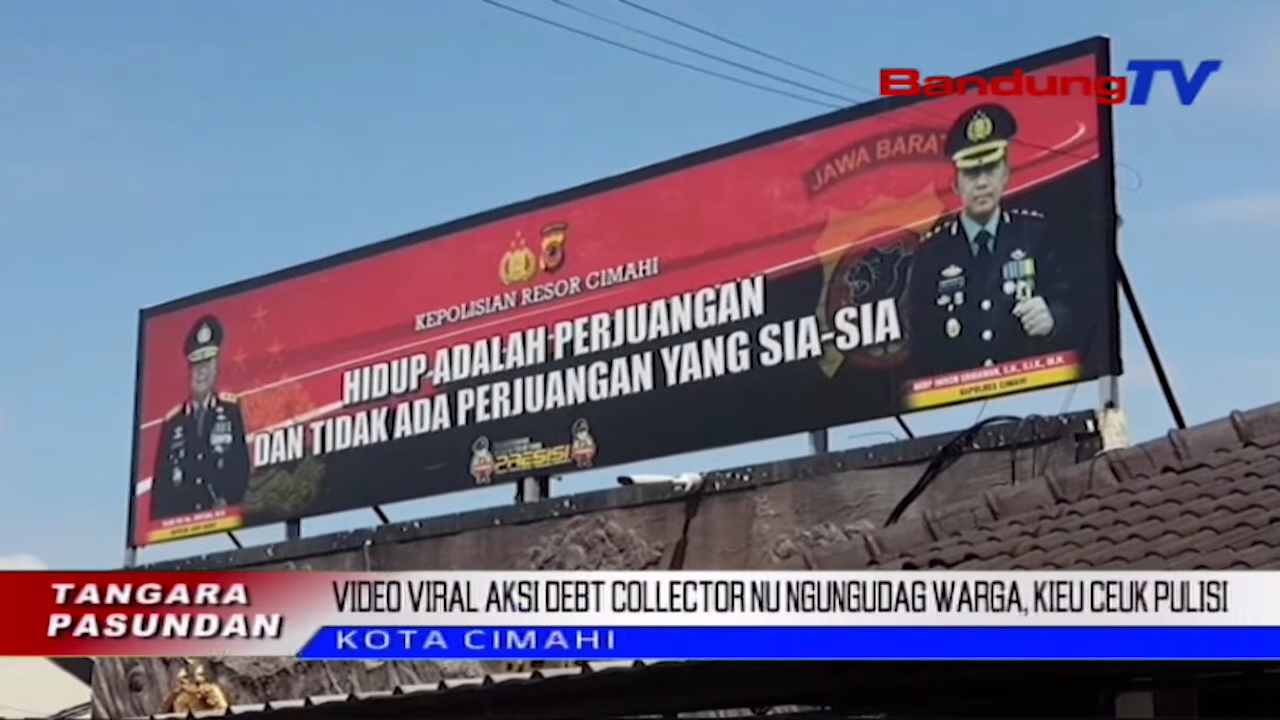 BandungTV
JAWA BARAT
KEPOLISIAN RESOR CIMAHI
HIDUP ADALAH PERJUANGAN
DAN TIDAK ADA PERJUANGAN YANG SIA-SIA
PRESISI
KAPOLRES CIMAHI
TANGARA
PASUNDAN
VIDEO VIRAL AKSI DEBT COLLECTOR NU NGUNGUDAG WARGA, KIEU CEUK PULISI
KOTA CIMAHI